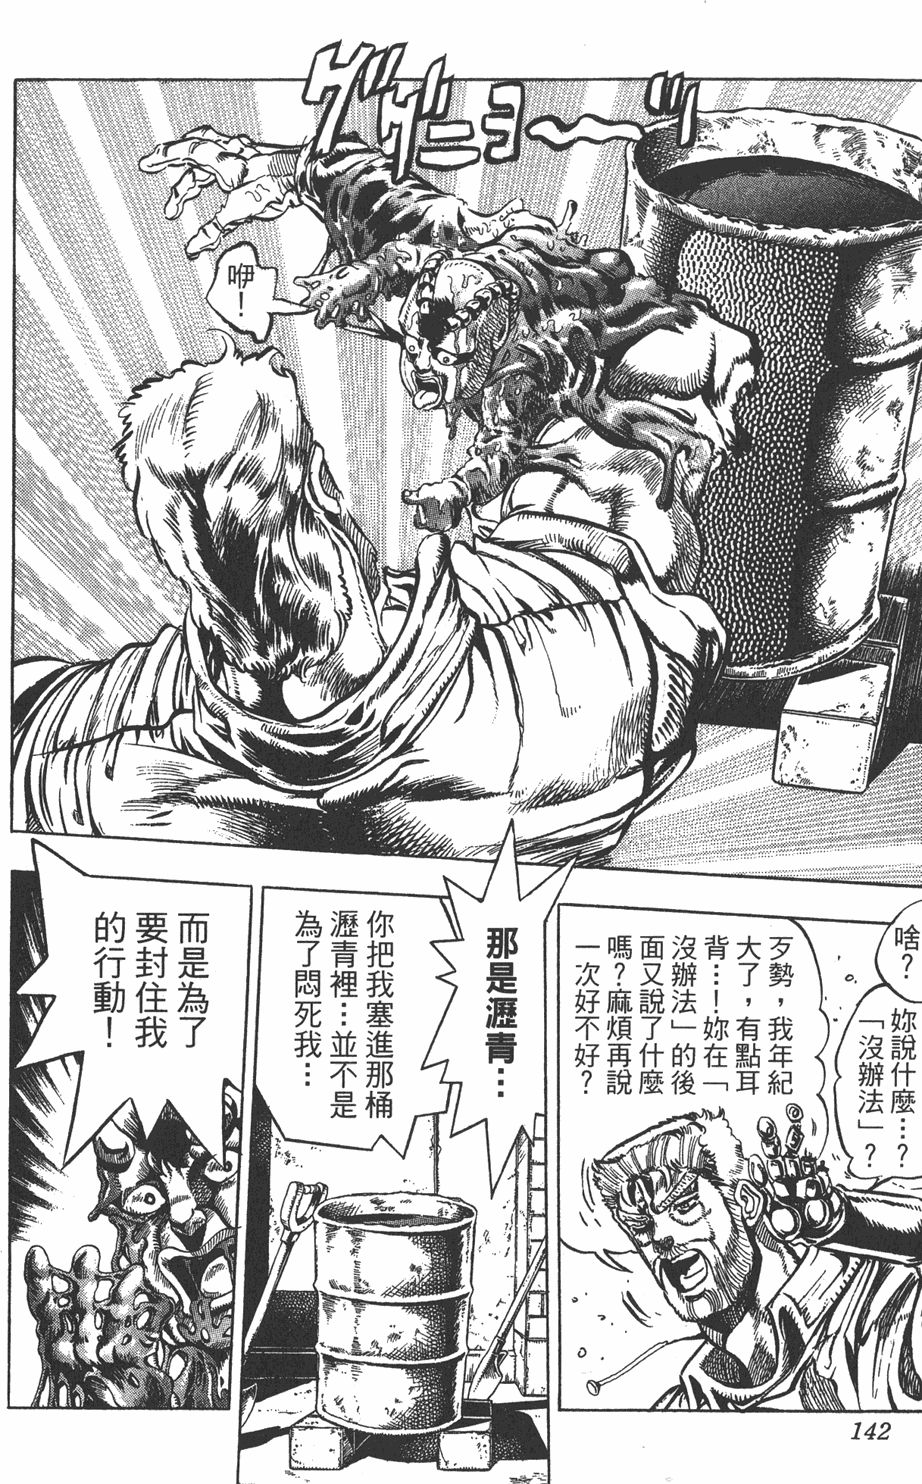 グググニョ〜〜ッ
咿!
啥?
妳說什麼…?
「沒辦法」?
歹勢,我年紀
大了,有點耳
背…!妳在「
沒辦法」的後
面又說了什麼
嗎?麻煩再說
一次好不好?
那是瀝青…
你把我塞進那桶
瀝青裡…並不是
為了悶死我…
而是為了
要封住我
的行動!
142